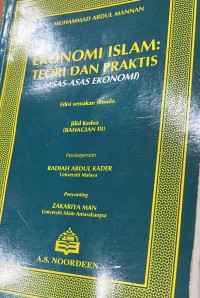 MUHAMMAD ABDUL MANNAN
EKONOMI ISLAM:
TEORI DAN PRAKTIS
(ASAS-ASAS EKONOMI)
Edisi semakan semula
Jilid Kedua
(BAHAGIAN III)
Penterjemah
RADIAH ABDUL KADER
Universiti Malaya
Penyunting
ZAKARIYA MAN
Universiti Islam Antarabangsa
A.S. NOORDEEN